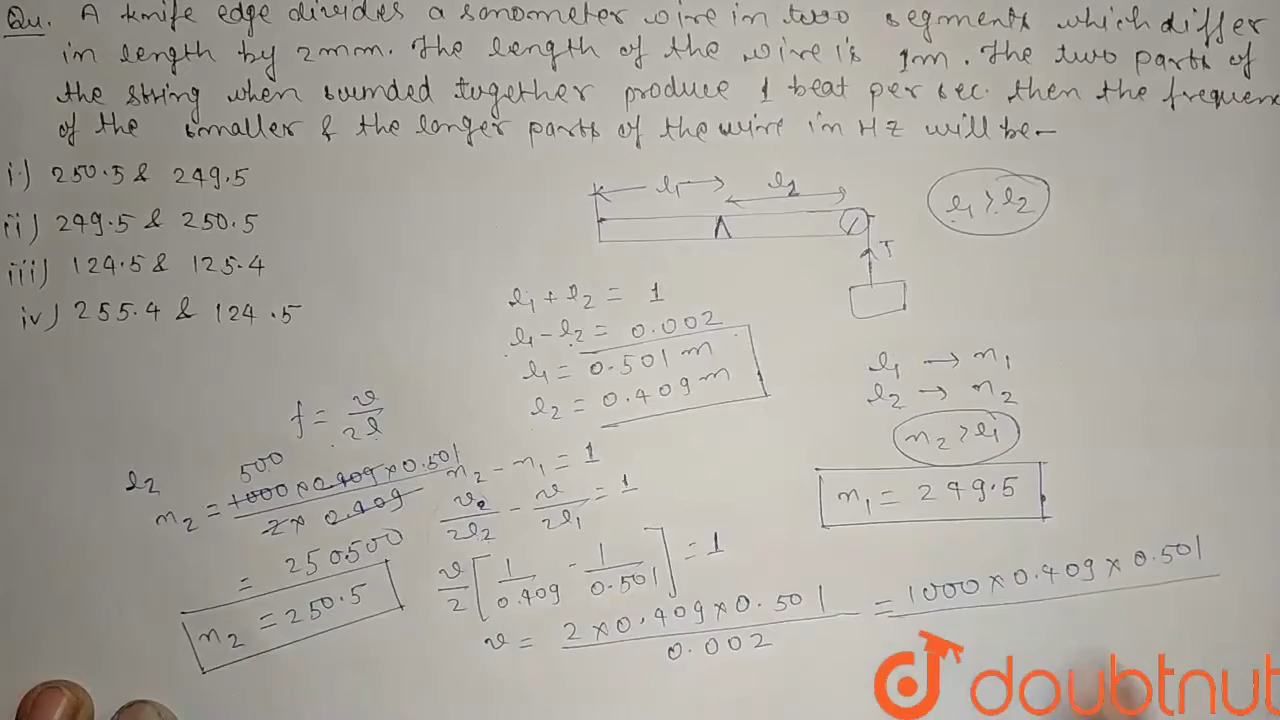 Qu. A knife edge divides a sonometer wire in two segments which differ
in length by 2mm. The length of the wire is 1m. The two parts of
the string when sounded together produce 1 beat per sec. then the frequen
of the smaller & the longer parts of the wire in HZ will be-
i) 250.5 & 249.5
ii) 249.5 & 250.5
iii) 124.5 & 125.4
iv) 255.4 & 124.5
l1 l2
l1 > l2
T
l1 + l2 = 1
l1 - l2 = 0.002
l1 = 0.501 m
l2 = 0.409 m
l1 → n1
l2 → n2
n2 > l1
n1 = 249.5
f = v/2l
l2
500
n2 = 1000 × 0.409 × 0.501 / 2 × 0.409
= 250.500
n2 = 250.5
n2 - n1 = 1
v2/2l2 - v/2l1 = 1
v/2 [1/0.409 - 1/0.501] = 1
v = 2 × 0.409 × 0.501 / 0.002 = 1000 × 0.409 × 0.501
doubtnut